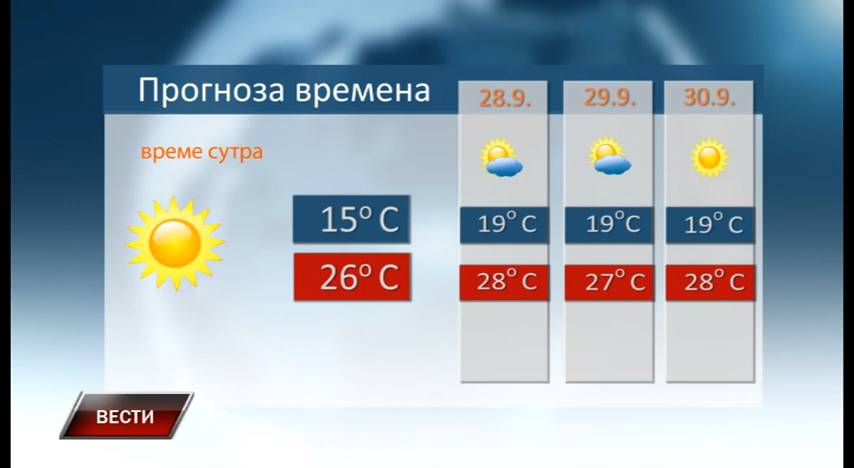 Прогноза времена
време сутра
15° C
26° C
28.9. 29.9. 30.9.
19° C 19°C 19° C
28° C 27° C 28° C
ВЕСТИ